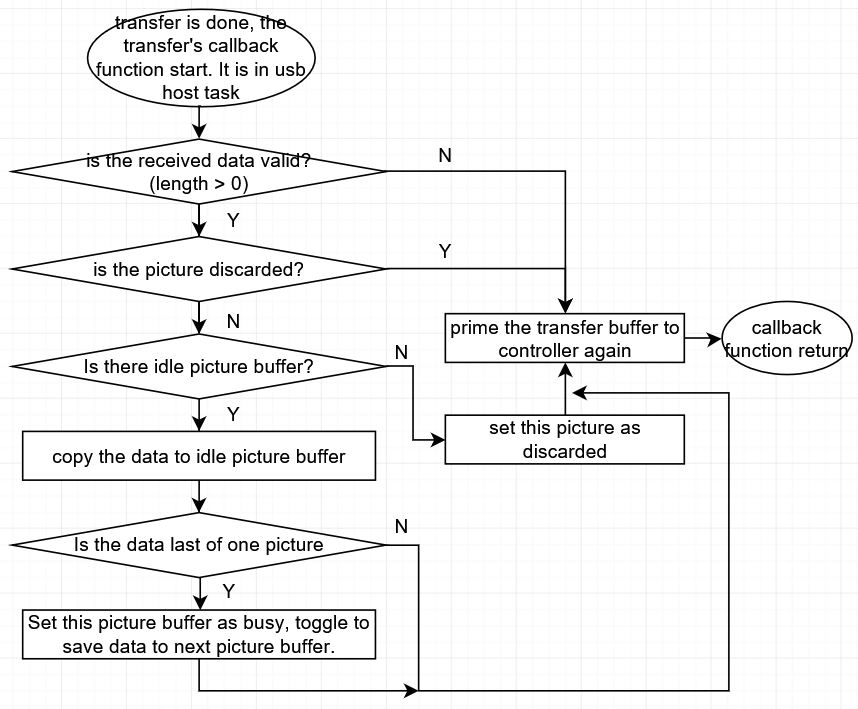 transfer is done, the
transfer's callback
function start. It is in usb
host task
is the received data valid?
(length > 0)
N
Y
is the picture discarded?
Y
N
prime the transfer buffer to
controller again
callback
function return
Is there idle picture buffer?
N
Y
set this picture as
discarded
copy the data to idle picture buffer
Is the data last of one picture
N
Y
Set this picture buffer as busy, toggle to
save data to next picture buffer.